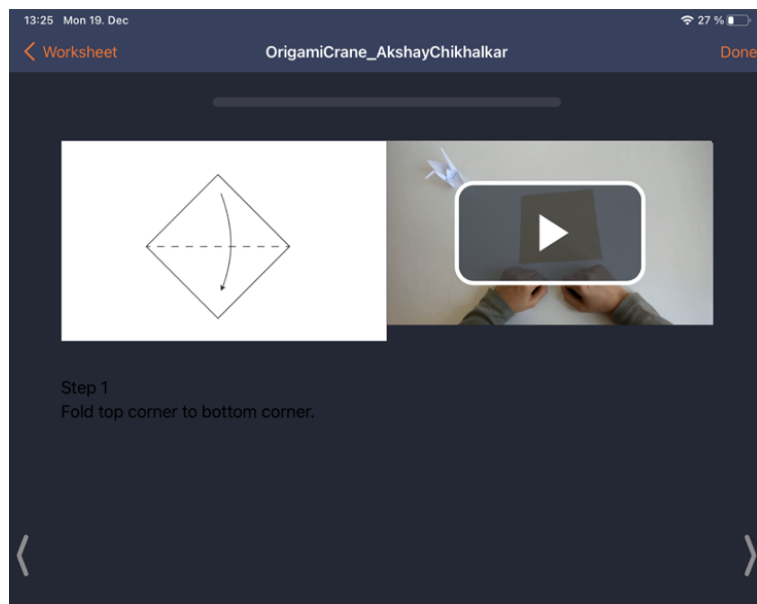 13:25 Mon 19. Dec 27 %
Worksheet OrigamiCrane_AkshayChikhalkar Done
Step 1
Fold top corner to bottom corner.